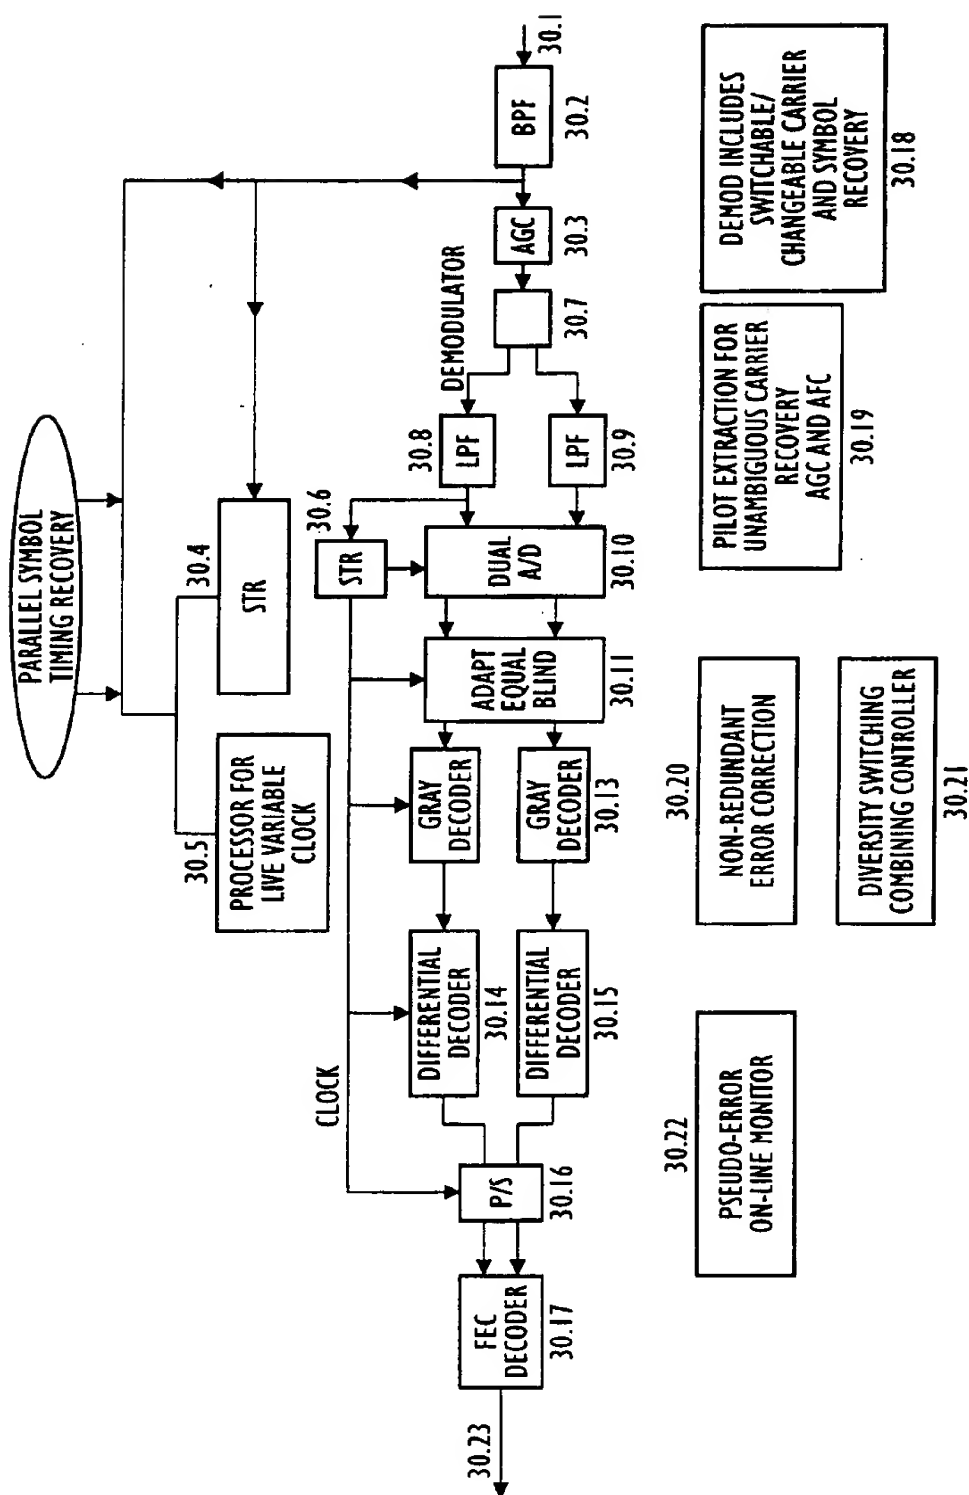 PARALLEL SYMBOL
TIMING RECOVERY
30.5
PROCESSOR FOR
LIVE VARIABLE
CLOCK
30.4
STR
CLOCK
30.6
STR
DEMODULATOR
30.23
FEC
DECODER
30.17
P/S
30.16
DIFFERENTIAL
DECODER
30.14
DIFFERENTIAL
DECODER
30.15
GRAY
DECODER
GRAY
DECODER
30.13
ADAPT
EQUAL
BLIND
30.11
DUAL
A/D
30.10
30.8
LPF
LPF
30.9
30.7
AGC
30.3
BPF
30.2
30.1
30.22
PSEUDO-ERROR
ON-LINE MONITOR
30.20
NON-REDUNDANT
ERROR CORRECTION
DIVERSITY SWITCHING
COMBINING CONTROLLER
30.21
PILOT EXTRACTION FOR
UNAMBIGUOUS CARRIER
RECOVERY
AGC AND AFC
30.19
DEMOD INCLUDES
SWITCHABLE/
CHANGEABLE CARRIER
AND SYMBOL
RECOVERY
30.18